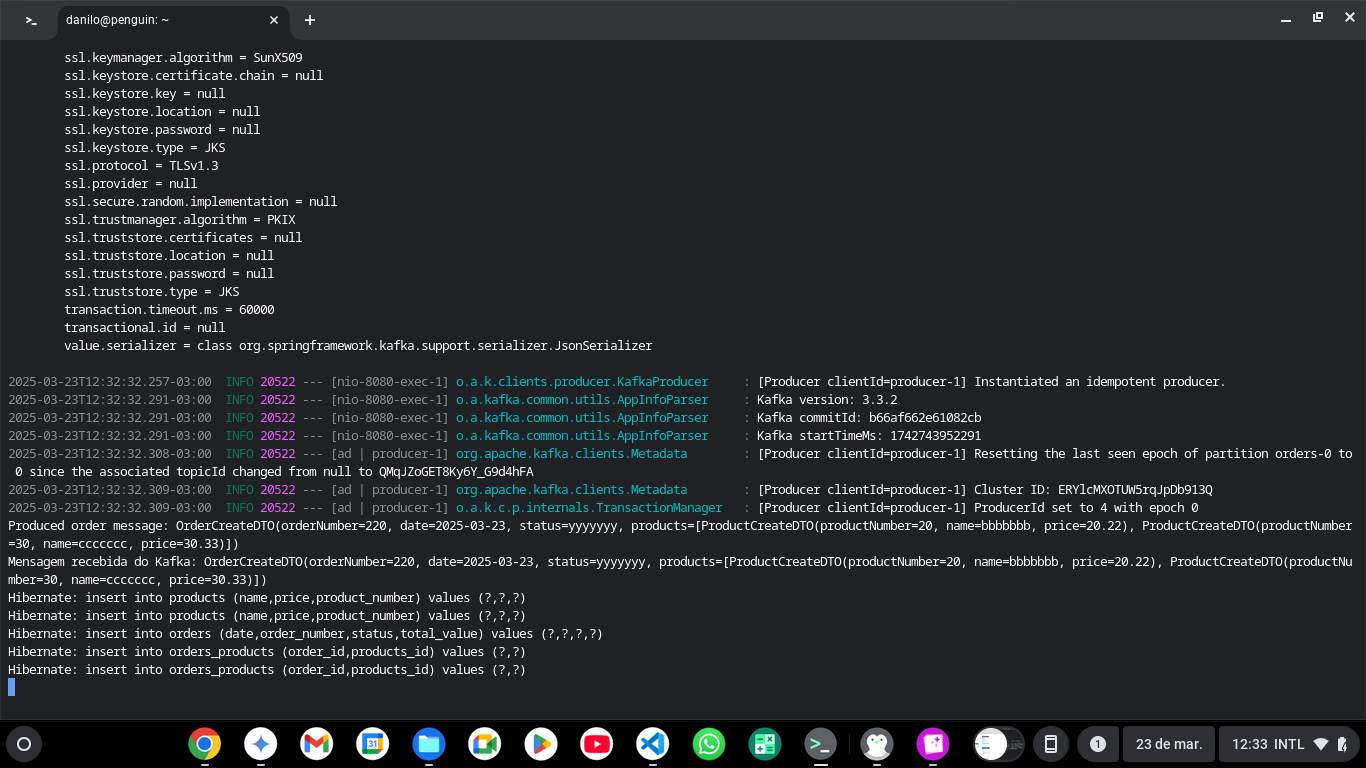 danilo@penguin: ~
ssl.keymanager.algorithm = SunX509
ssl.keystore.certificate.chain = null
ssl.keystore.key = null
ssl.keystore.location = null
ssl.keystore.password = null
ssl.keystore.type = JKS
ssl.protocol = TLSv1.3
ssl.provider = null
ssl.secure.random.implementation = null
ssl.trustmanager.algorithm = PKIX
ssl.truststore.certificates = null
ssl.truststore.location = null
ssl.truststore.password = null
ssl.truststore.type = JKS
transaction.timeout.ms = 60000
transactional.id = null
value.serializer = class org.springframework.kafka.support.serializer.JsonSerializer
2025-03-23T12:32:32.257-03:00 INFO 20522 --- [nio-8080-exec-1] o.a.k.clients.producer.KafkaProducer : [Producer clientId=producer-1] Instantiated an idempotent producer.
2025-03-23T12:32:32.291-03:00 INFO 20522 --- [nio-8080-exec-1] o.a.kafka.common.utils.AppInfoParser : Kafka version: 3.3.2
2025-03-23T12:32:32.291-03:00 INFO 20522 --- [nio-8080-exec-1] o.a.kafka.common.utils.AppInfoParser : Kafka commitId: b66af662e61082cb
2025-03-23T12:32:32.291-03:00 INFO 20522 --- [nio-8080-exec-1] o.a.kafka.common.utils.AppInfoParser : Kafka startTimeMs: 1742743952291
2025-03-23T12:32:32.308-03:00 INFO 20522 --- [ad | producer-1] org.apache.kafka.clients.Metadata : [Producer clientId=producer-1] Resetting the last seen epoch of partition orders-0 to
0 since the associated topicId changed from null to QMqJZoGET8Ky6Y_G9d4hFA
2025-03-23T12:32:32.309-03:00 INFO 20522 --- [ad | producer-1] org.apache.kafka.clients.Metadata : [Producer clientId=producer-1] Cluster ID: ERYlcMXOTUW5rqJpDb913Q
2025-03-23T12:32:32.309-03:00 INFO 20522 --- [ad | producer-1] o.a.k.c.p.internals.TransactionManager : [Producer clientId=producer-1] ProducerId set to 4 with epoch 0
Produced order message: OrderCreateDTO(orderNumber=220, date=2025-03-23, status=yyyyyyy, products=[ProductCreateDTO(productNumber=20, name=bbbbbbb, price=20.22), ProductCreateDTO(productNumber
=30, name=ccccccc, price=30.33)])
Mensagem recebida do Kafka: OrderCreateDTO(orderNumber=220, date=2025-03-23, status=yyyyyyy, products=[ProductCreateDTO(productNumber=20, name=bbbbbbb, price=20.22), ProductCreateDTO(productNu
mber=30, name=ccccccc, price=30.33)])
Hibernate: insert into products (name,price,product_number) values (?,?,?)
Hibernate: insert into products (name,price,product_number) values (?,?,?)
Hibernate: insert into orders (date,order_number,status,total_value) values (?,?,?,?)
Hibernate: insert into orders_products (order_id,products_id) values (?,?)
Hibernate: insert into orders_products (order_id,products_id) values (?,?)
31
1
23 de mar.
12:33 INTL